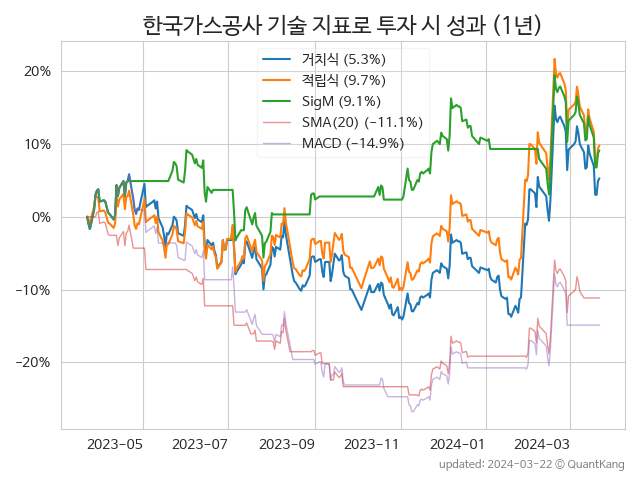 한국가스공사 기술 지표로 투자 시 성과 (1년)
거치식 (5.3%)
적립식 (9.7%)
SigM (9.1%)
SMA(20) (−11.1%)
MACD (−14.9%)
20%
10%
0%
−10%
−20%
2023-05 2023-07 2023-09 2023-11 2024-01 2024-03
updated: 2024-03-22 © QuantKang